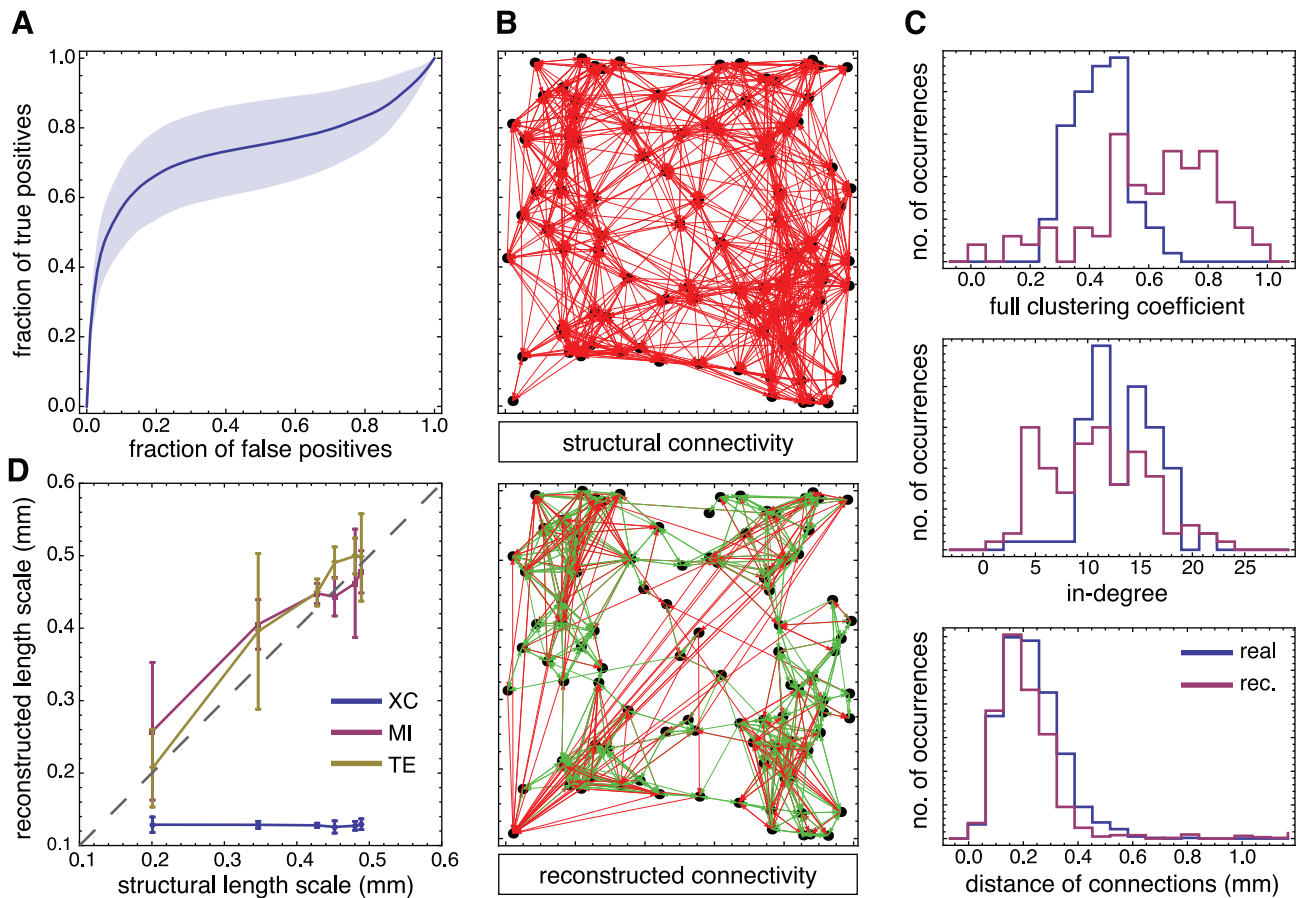 A
fraction of true positives
1.0
0.8
0.6
0.4
0.2
0.0
0.0 0.2 0.4 0.6 0.8 1.0
fraction of false positives
B
structural connectivity
reconstructed connectivity
C
no. of occurrences
0.0 0.2 0.4 0.6 0.8 1.0
full clustering coefficient
no. of occurrences
0 5 10 15 20 25
in-degree
no. of occurrences
real
rec.
0.0 0.2 0.4 0.6 0.8 1.0
distance of connections (mm)
D
reconstructed length scale (mm)
0.6
0.5
0.4
0.3
0.2
0.1
XC
MI
TE
0.1 0.2 0.3 0.4 0.5 0.6
structural length scale (mm)